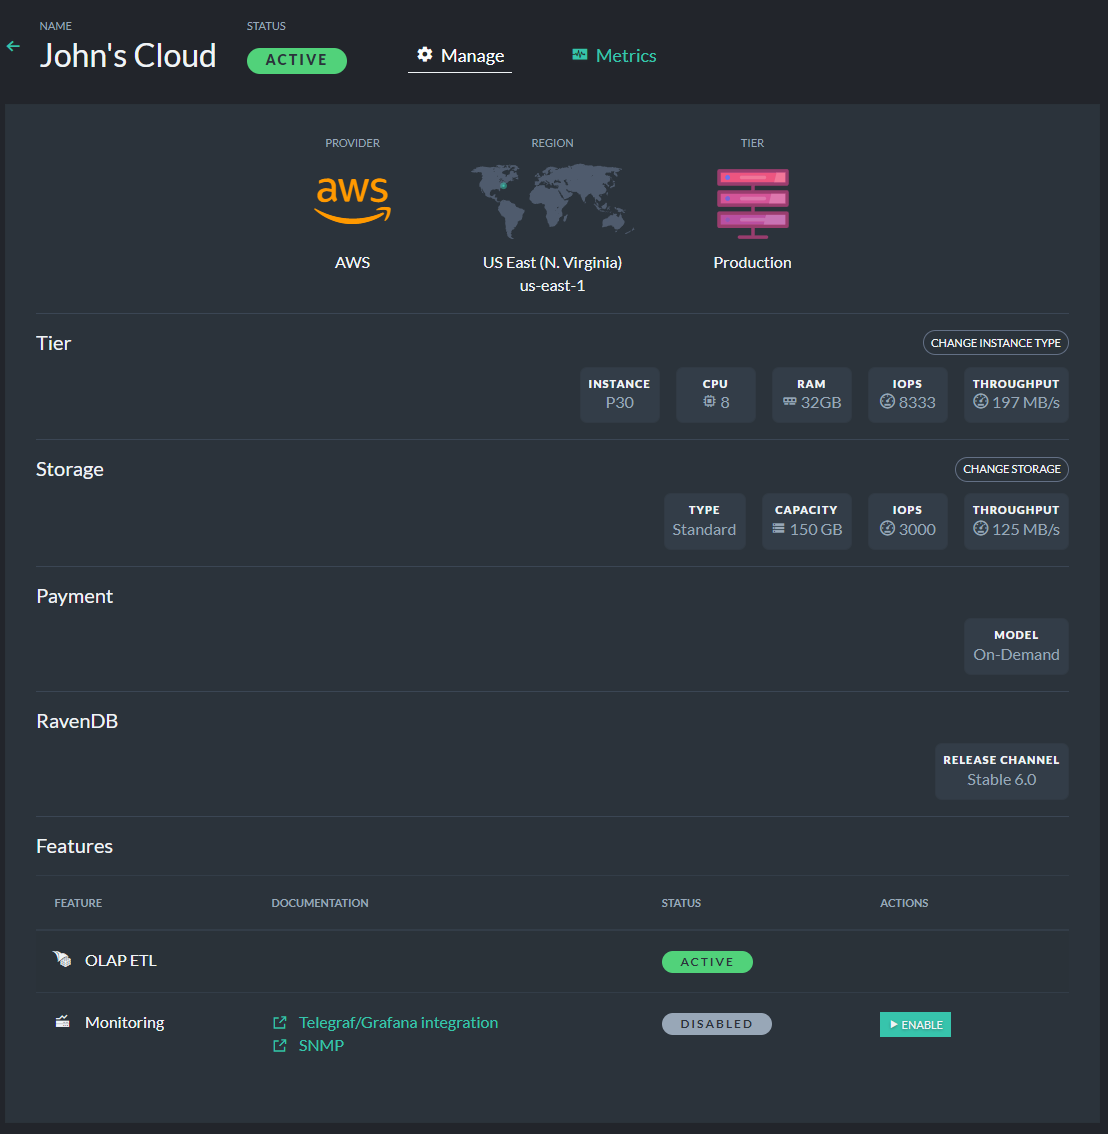 NAME
John's Cloud
STATUS
ACTIVE
Manage
Metrics
PROVIDER
aws
AWS
REGION
US East (N. Virginia)
us-east-1
TIER
Production
Tier
CHANGE INSTANCE TYPE
INSTANCE
P30
CPU
8
RAM
32GB
IOPS
8333
THROUGHPUT
197 MB/s
Storage
CHANGE STORAGE
TYPE
Standard
CAPACITY
150 GB
IOPS
3000
THROUGHPUT
125 MB/s
Payment
MODEL
On-Demand
RavenDB
RELEASE CHANNEL
Stable 6.0
Features
FEATURE DOCUMENTATION STATUS ACTIONS
OLAP ETL ACTIVE
Monitoring Telegraf/Grafana integration DISABLED ENABLE
SNMP